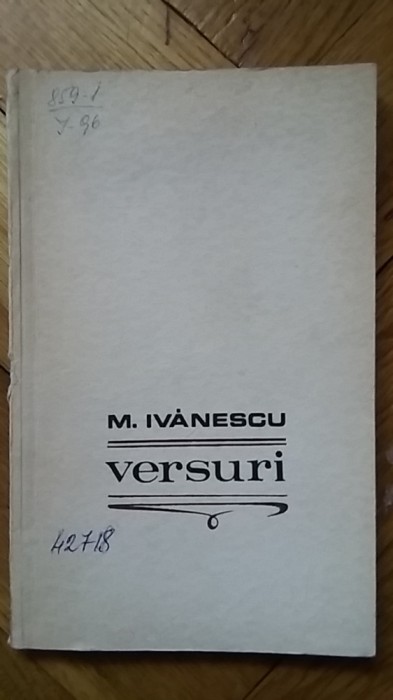 859-1
I-96
M. IVĂNESCU
versuri
42718